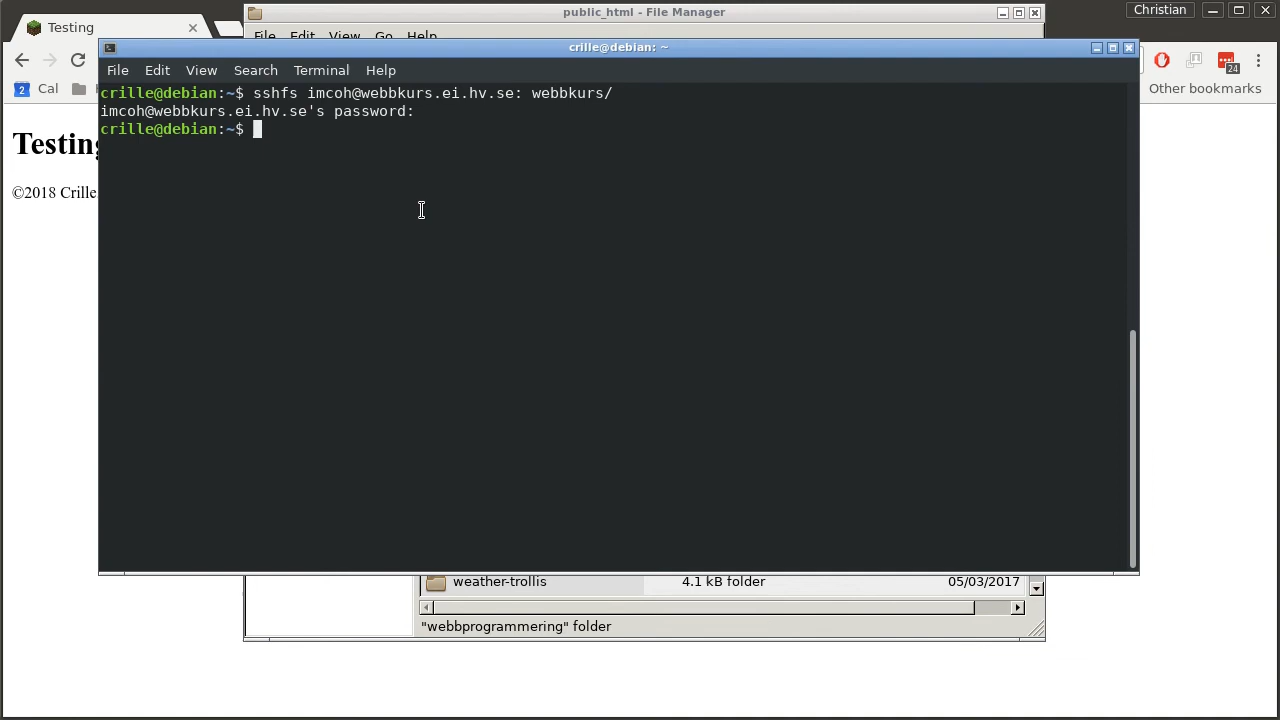 Testing
public_html - File Manager
Christian
File Edit View Go Help
crille@debian: ~
File Edit View Search Terminal Help
24
2 Cal
Other bookmarks
crille@debian:~$ sshfs imcoh@webbkurs.ei.hv.se: webbkurs/
imcoh@webbkurs.ei.hv.se's password:
crille@debian:~$
Testing
©2018 Crille
weather-trollis 4.1 kB folder 05/03/2017
"webbprogrammering" folder